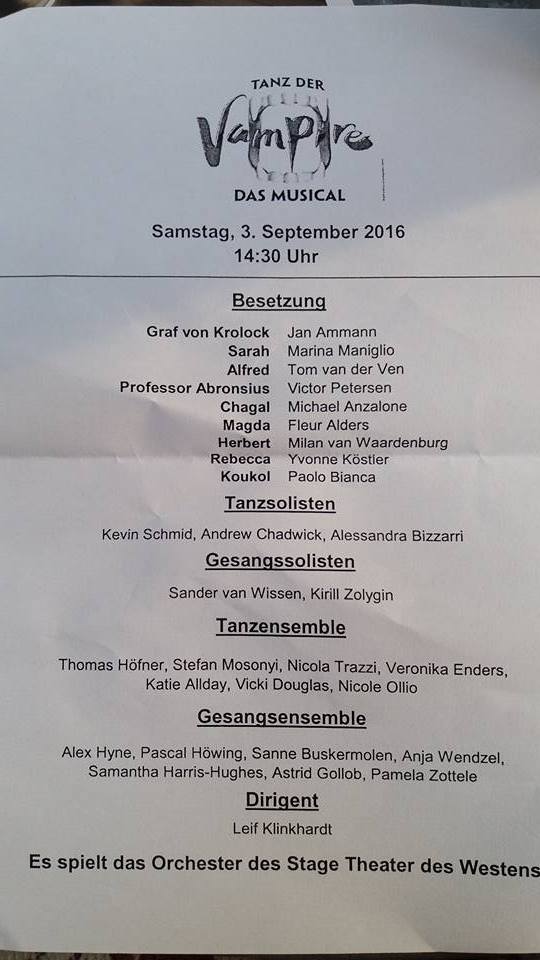 TANZ DER
Vampire
DAS MUSICAL
Samstag, 3. September 2016
14:30 Uhr
Besetzung
Graf von Krolock Jan Ammann
Sarah Marina Maniglio
Alfred Tom van der Ven
Professor Abronsius Victor Petersen
Chagal Michael Anzalone
Magda Fleur Alders
Herbert Milan van Waardenburg
Rebecca Yvonne Köstler
Koukol Paolo Bianca
Tanzsolisten
Kevin Schmid, Andrew Chadwick, Alessandra Bizzarri
Gesangssolisten
Sander van Wissen, Kirill Zolygin
Tanzensemble
Thomas Höfner, Stefan Mosonyi, Nicola Trazzi, Veronika Enders,
Katie Allday, Vicki Douglas, Nicole Ollio
Gesangsensemble
Alex Hyne, Pascal Höwing, Sanne Buskermolen, Anja Wendzel,
Samantha Harris-Hughes, Astrid Gollob, Pamela Zottele
Dirigent
Leif Klinkhardt
Es spielt das Orchester des Stage Theater des Westens